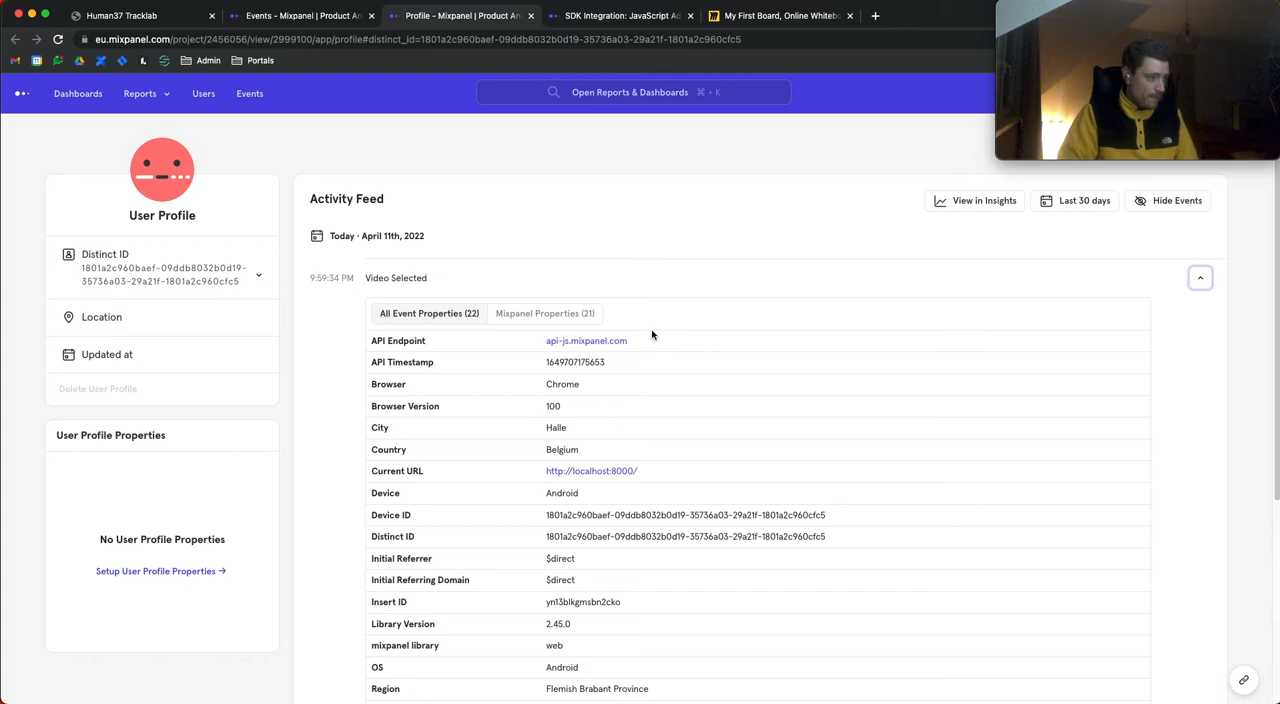 Human37 Tracklab
Events - Mixpanel | Product An
Profile - Mixpanel | Product An
SDK Integration: JavaScript Ad
My First Board, Online Whitebo
eu.mixpanel.com/project/2456056/view/2999100/app/profile#distinct_id=1801a2c960baef-09ddb8032b0d19-35736a03-29a21f-1801a2c960cfc5
Admin
Portals
Dashboards
Reports
Users
Events
Open Reports & Dashboards ⌘ + K
User Profile
Distinct ID
1801a2c960baef-09ddb8032b0d19-
35736a03-29a21f-1801a2c960cfc5
Location
Updated at
Delete User Profile
User Profile Properties
No User Profile Properties
Setup User Profile Properties →
Activity Feed
View in Insights
Last 30 days
Hide Events
Today · April 11th, 2022
9:59:34 PM Video Selected
All Event Properties (22)
Mixpanel Properties (21)
API Endpoint api-js.mixpanel.com
API Timestamp 1649707175653
Browser Chrome
Browser Version 100
City Halle
Country Belgium
Current URL http://localhost:8000/
Device Android
Device ID 1801a2c960baef-09ddb8032b0d19-35736a03-29a21f-1801a2c960cfc5
Distinct ID 1801a2c960baef-09ddb8032b0d19-35736a03-29a21f-1801a2c960cfc5
Initial Referrer $direct
Initial Referring Domain $direct
Insert ID yn13blkgmsbn2cko
Library Version 2.45.0
mixpanel library web
OS Android
Region Flemish Brabant Province